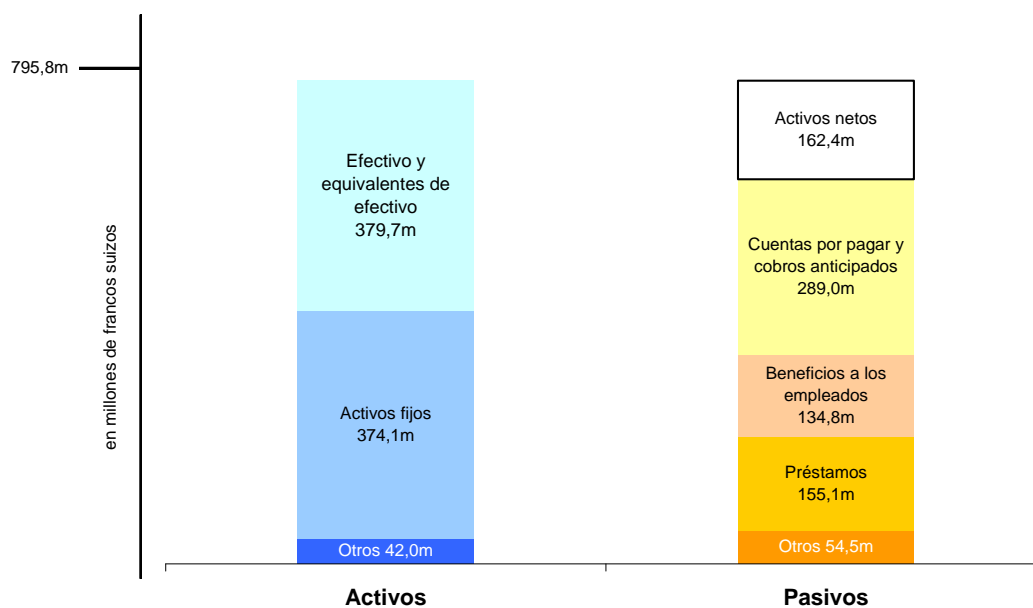 795,8m
en millones de francos suizos
Efectivo y
equivalentes de
efectivo
379,7m
Activos fijos
374,1m
Otros 42,0m
Activos netos
162,4m
Cuentas por pagar y
cobros anticipados
289,0m
Beneficios a los
empleados
134,8m
Préstamos
155,1m
Otros 54,5m
Activos
Pasivos